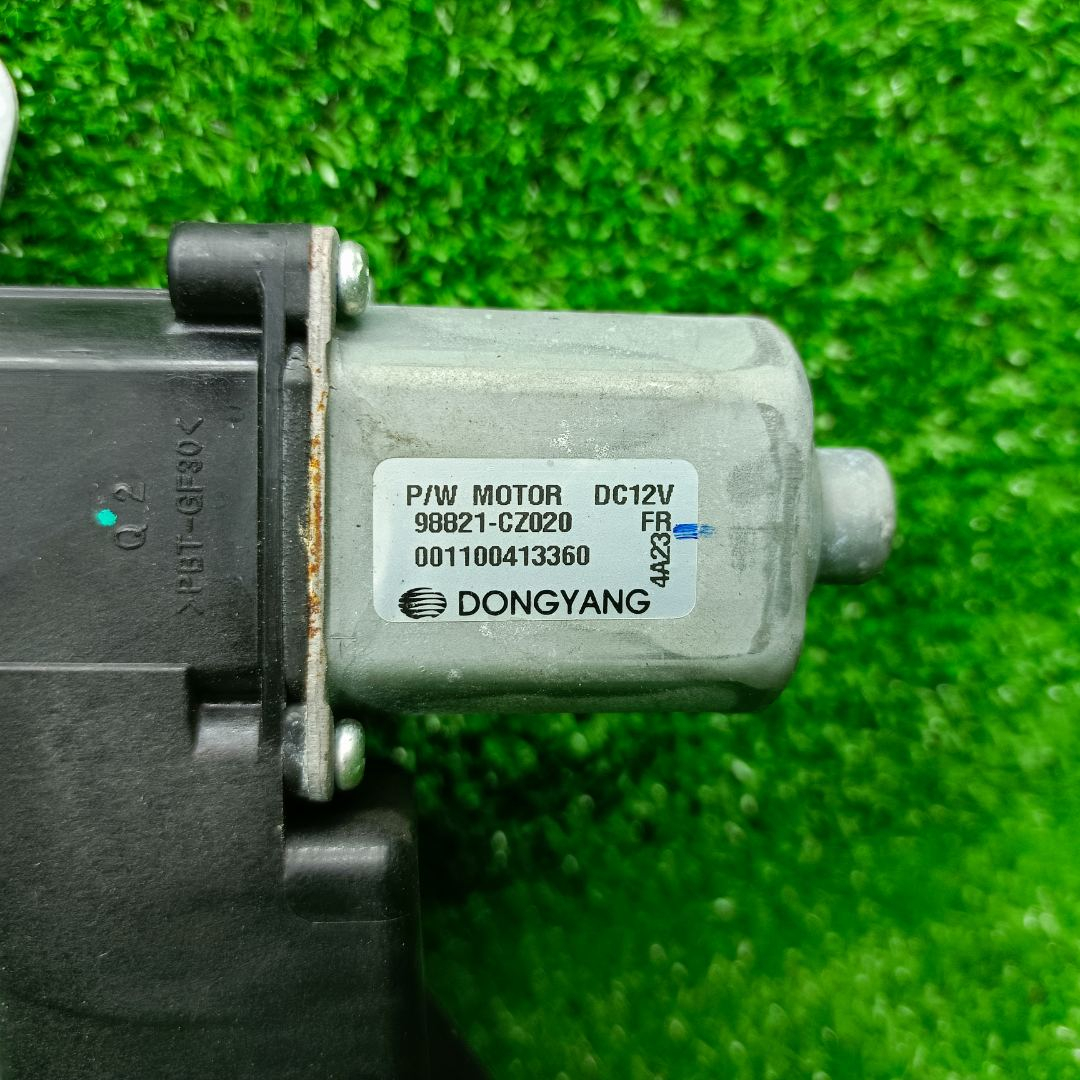 P/W MOTOR DC12V
98821-CZ020 FR
001100413360
4A23
DONGYANG
>PBT-GF30<
Q 2